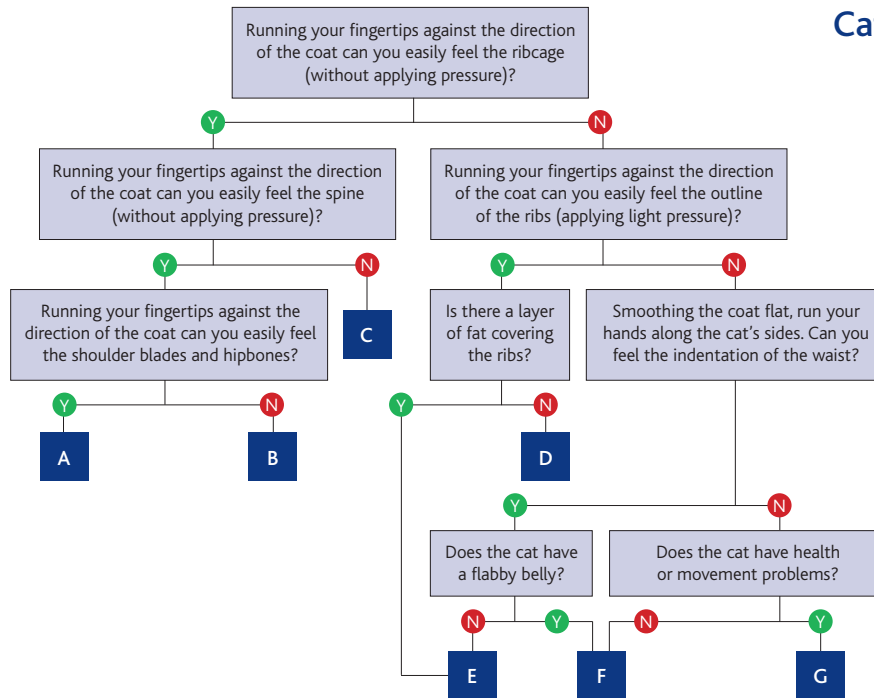 Ca
Running your fingertips against the direction
of the coat can you easily feel the ribcage
(without applying pressure)?
Y
N
Running your fingertips against the direction
of the coat can you easily feel the spine
(without applying pressure)?
Running your fingertips against the direction
of the coat can you easily feel the outline
of the ribs (applying light pressure)?
Y
N
Y
N
Running your fingertips against the
direction of the coat can you easily feel
the shoulder blades and hipbones?
C
Is there a layer
of fat covering
the ribs?
Smoothing the coat flat, run your
hands along the cat's sides. Can you
feel the indentation of the waist?
Y
N
Y
N
A
B
D
Y
N
Does the cat have
a flabby belly?
Does the cat have health
or movement problems?
N
Y
N
Y
E
F
G